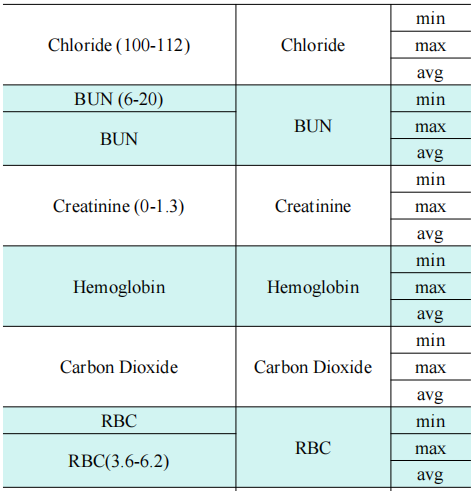 min
Chloride (100-112) Chloride max
avg
BUN (6-20) min
BUN max
BUN avg
min
Creatinine (0-1.3) Creatinine max
avg
min
Hemoglobin Hemoglobin max
avg
min
Carbon Dioxide Carbon Dioxide max
avg
RBC min
RBC max
RBC(3.6-6.2) avg